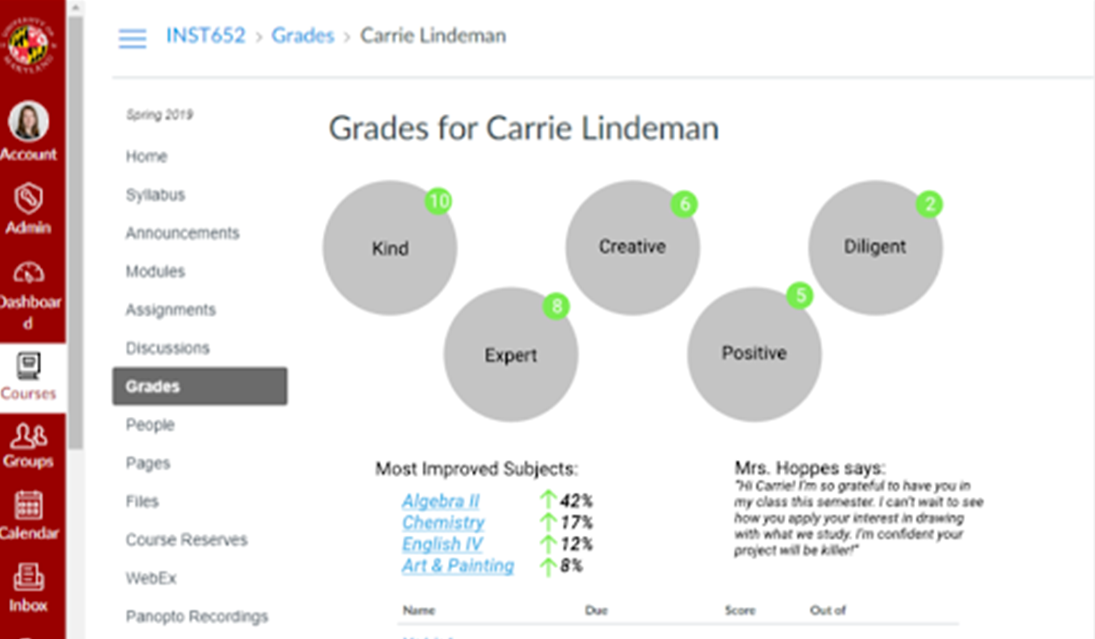 UNIVERSITY OF
MARYLAND
Account
Admin
Dashboar
d
Courses
Groups
Calendar
Inbox
INST652 > Grades > Carrie Lindeman
Spring 2019
Home
Syllabus
Announcements
Modules
Assignments
Discussions
Grades
People
Pages
Files
Course Reserves
WebEx
Panopto Recordings
Grades for Carrie Lindeman
Kind 10
Creative 6
Diligent 2
Expert 8
Positive 5
Most Improved Subjects:
Algebra II ↑ 42%
Chemistry ↑ 17%
English IV ↑ 12%
Art & Painting ↑ 8%
Mrs. Hoppes says:
"Hi Carrie! I'm so grateful to have you in
my class this semester. I can't wait to see
how you apply your interest in drawing
with what we study. I'm confident your
project will be killer!"
Name Due Score Out of